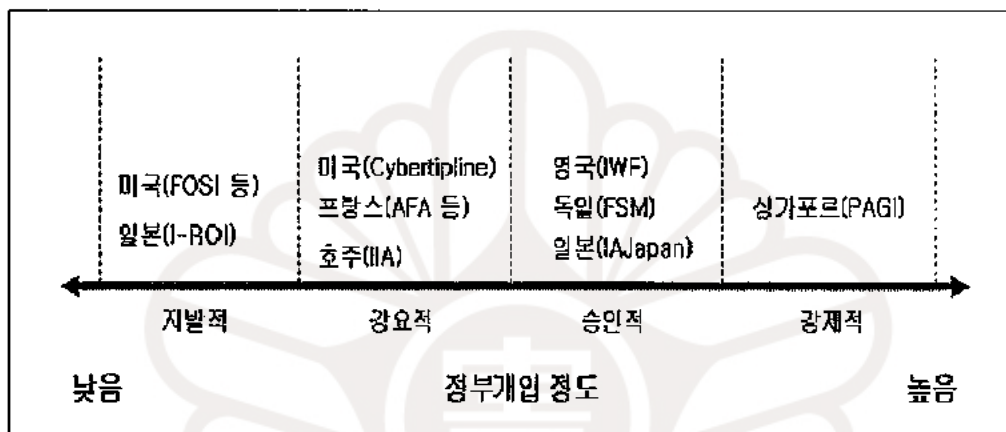 미국(FOSI 등)
일본(I-ROI)
미국(Cybertipline)
프랑스(AFA 등)
호주(IIA)
영국(IWF)
독일(FSM)
일본(IAJapan)
싱가포르(PAGI)
자발적 강요적 승인적 강제적
낮음 정부개입 정도 높음